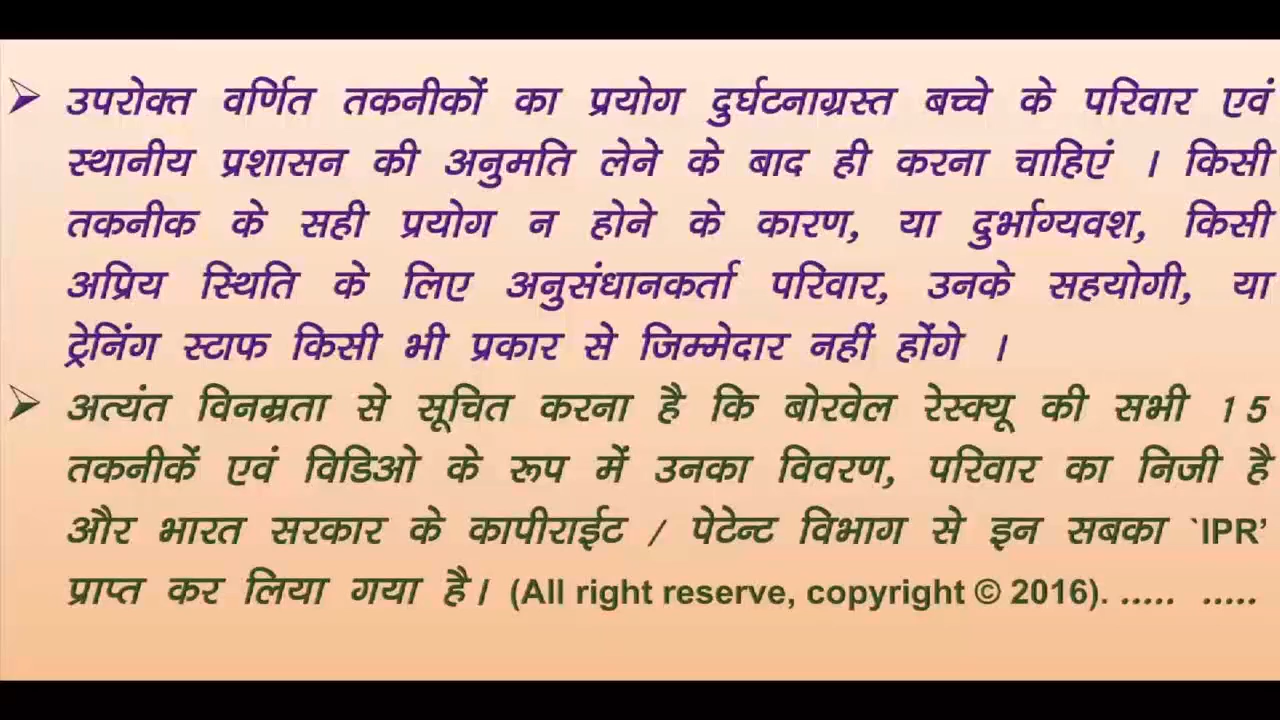 ➢ उपरोक्त वर्णित तकनीकों का प्रयोग दुर्घटनाग्रस्त बच्चे के परिवार एवं
स्थानीय प्रशासन की अनुमति लेने के बाद ही करना चाहिएं । किसी
तकनीक के सही प्रयोग न होने के कारण, या दुर्भाग्यवश, किसी
अप्रिय स्थिति के लिए अनुसंधानकर्ता परिवार, उनके सहयोगी, या
ट्रेनिंग स्टाफ किसी भी प्रकार से जिम्मेदार नहीं होंगे ।
➢ अत्यंत विनम्रता से सूचित करना है कि बोरवेल रेस्क्यू की सभी 15
तकनीकें एवं विडिओ के रूप में उनका विवरण, परिवार का निजी है
और भारत सरकार के कापीराईट / पेटेन्ट विभाग से इन सबका `IPR’
प्राप्त कर लिया गया है। (All right reserve, copyright © 2016). ..... .....